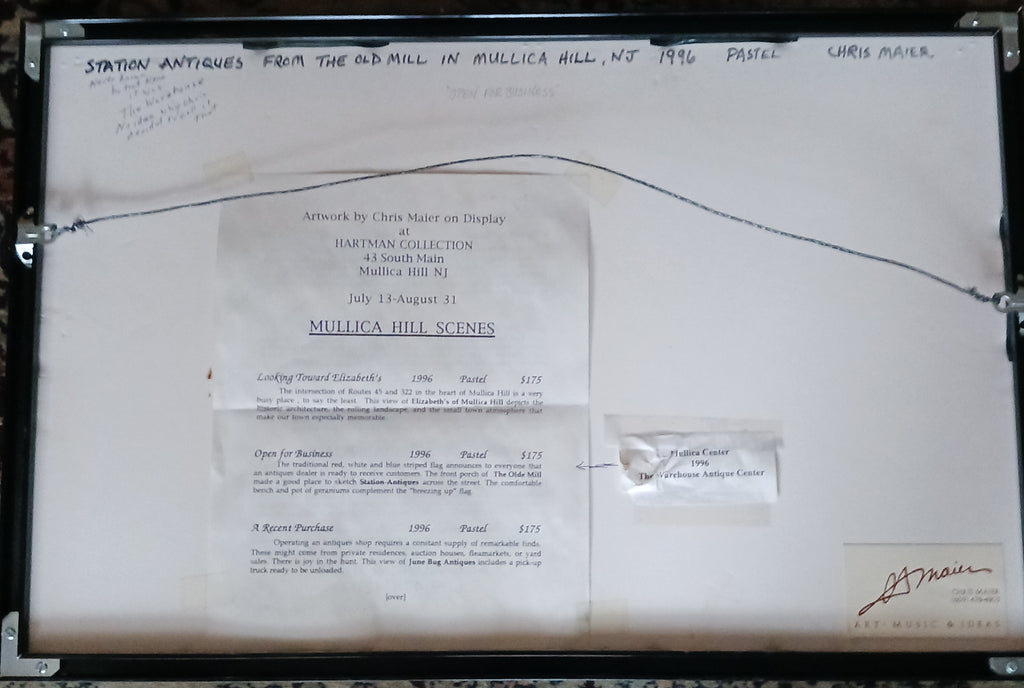 STATION ANTIQUES FROM THE OLD MILL IN MULLICA HILL, NJ 1996 PASTEL CHRIS MAIER
The Warehouse
"OPEN FOR BUSINESS"
Artwork by Chris Maier on Display
at
HARTMAN COLLECTION
43 South Main
Mullica Hill NJ
July 13-August 31
MULLICA HILL SCENES
Looking Toward Elizabeth's 1996 Pastel $175
The intersection of Routes 45 and 322 in the heart of Mullica Hill is a very
busy place, to say the least. This view of Elizabeth's of Mullica Hill depicts the
historic architecture, the rolling landscape, and the small town atmosphere that
make our town especially memorable.
Open for Business 1996 Pastel $175
The traditional red, white and blue striped flag announces to everyone that
an antiques dealer is ready to receive customers. The front porch of The Olde Mill
made a good place to sketch Station Antiques across the street. The comfortable
bench and pot of geraniums complement the "breezing up" flag.
A Recent Purchase 1996 Pastel $175
Operating an antiques shop requires a constant supply of remarkable finds.
These might come from private residences, auction houses, fleamarkets, or yard
sales. There is joy in the hunt. This view of June Bug Antiques includes a pick-up
truck ready to be unloaded.
[over]
Mullica Center
1996
The Warehouse Antique Center
Maier
CHRIS MAIER
ART · MUSIC & IDEAS